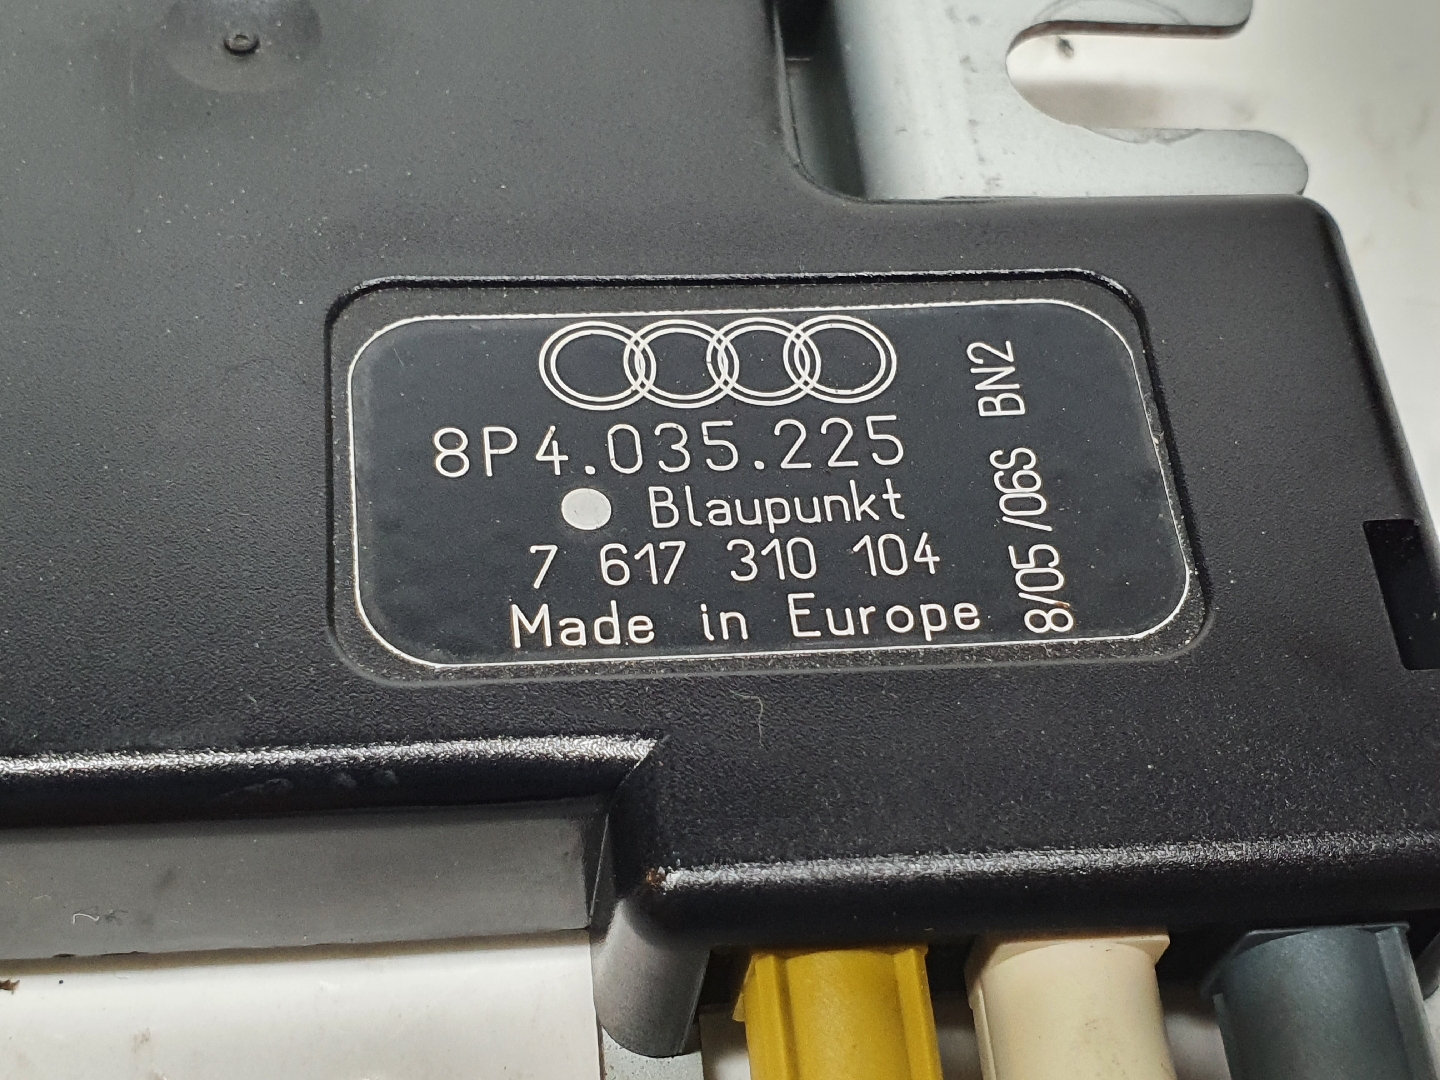 8P4.035.225
Blaupunkt
7 617 310 104
Made in Europe
8/05/06S BN2